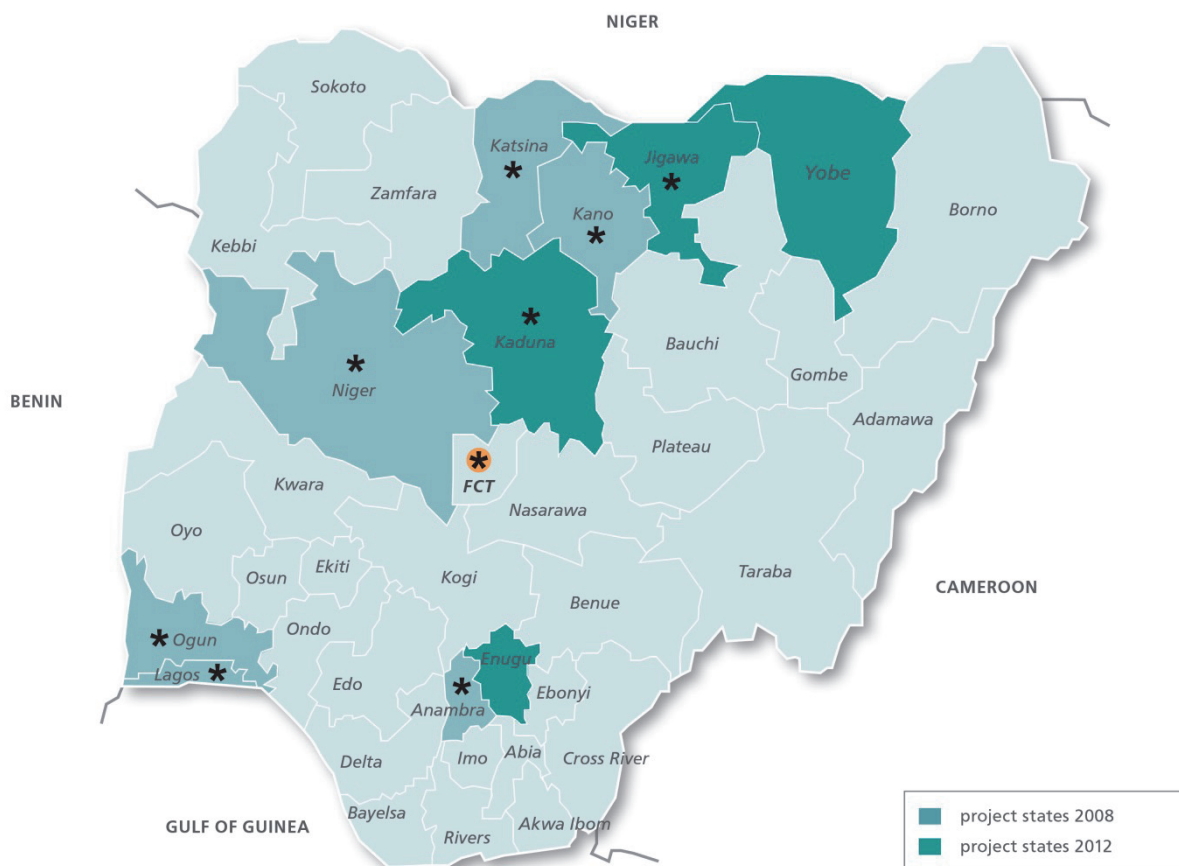 NIGER
Sokoto
Katsina
Jigawa
Yobe
Zamfara
Kano
Borno
Kebbi
Kaduna
Bauchi
Niger
Gombe
BENIN
Adamawa
Plateau
FCT
Kwara
Nasarawa
Oyo
Ekiti
Osun
Kogi
Taraba
CAMEROON
Benue
Ondo
Ogun
Enugu
Lagos
Edo
Ebonyi
Anambra
Delta
Imo
Abia
Cross River
Bayelsa
GULF OF GUINEA
Rivers
Akwa Ibom
project states 2008
project states 2012